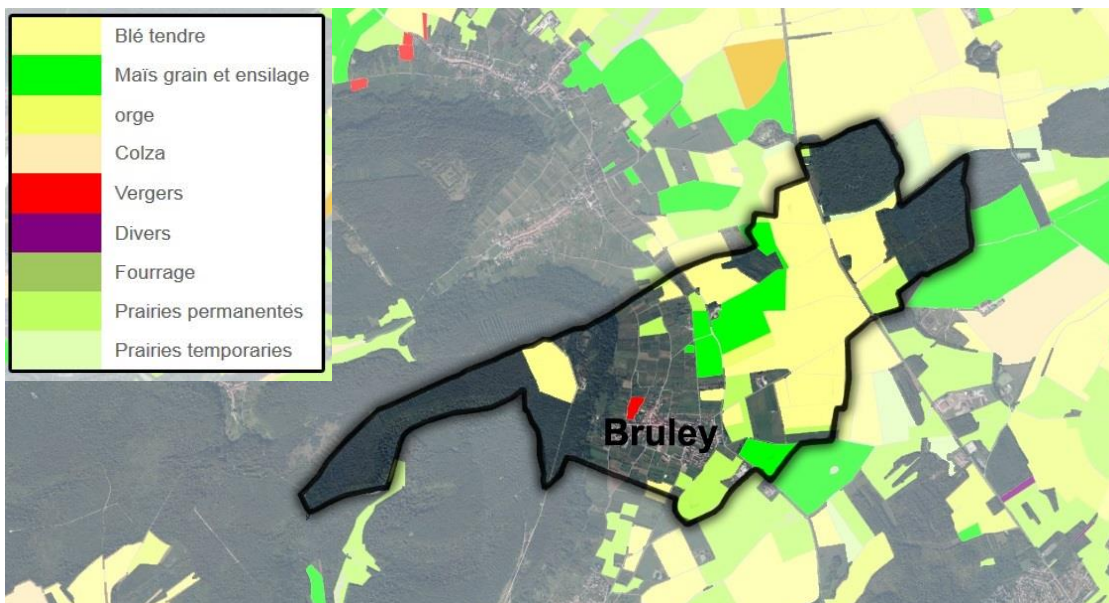 Blé tendre
Maïs grain et ensilage
orge
Colza
Vergers
Divers
Fourrage
Prairies permanentes
Prairies temporaries
Bruley